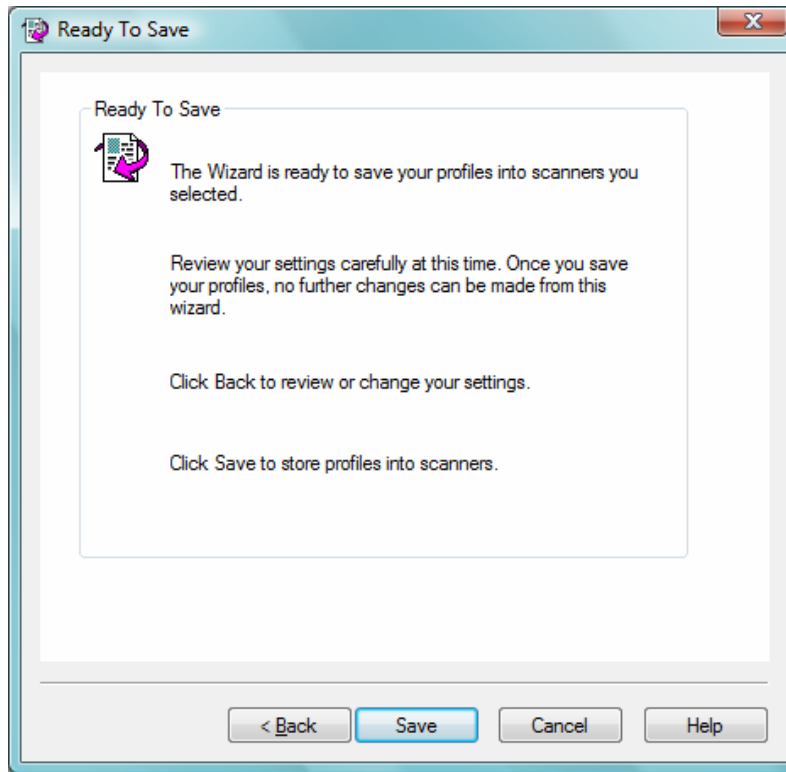 Ready To Save
Ready To Save
The Wizard is ready to save your profiles into scanners you
selected.
Review your settings carefully at this time. Once you save
your profiles, no further changes can be made from this
wizard.
Click Back to review or change your settings.
Click Save to store profiles into scanners.
< Back
Save
Cancel
Help